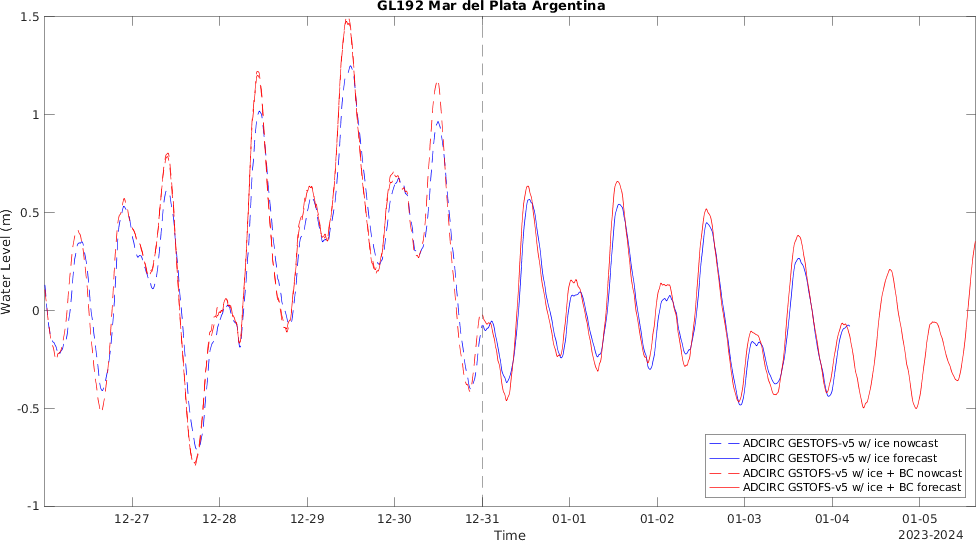 GL192 Mar del Plata Argentina
1.5
1
0.5
0
-0.5
-1
Water Level (m)
12-27 12-28 12-29 12-30 12-31 01-01 01-02 01-03 01-04 01-05
Time
2023-2024
ADCIRC GESTOFS-v5 w/ ice nowcast
ADCIRC GESTOFS-v5 w/ ice forecast
ADCIRC GSTOFS-v5 w/ ice + BC nowcast
ADCIRC GSTOFS-v5 w/ ice + BC forecast